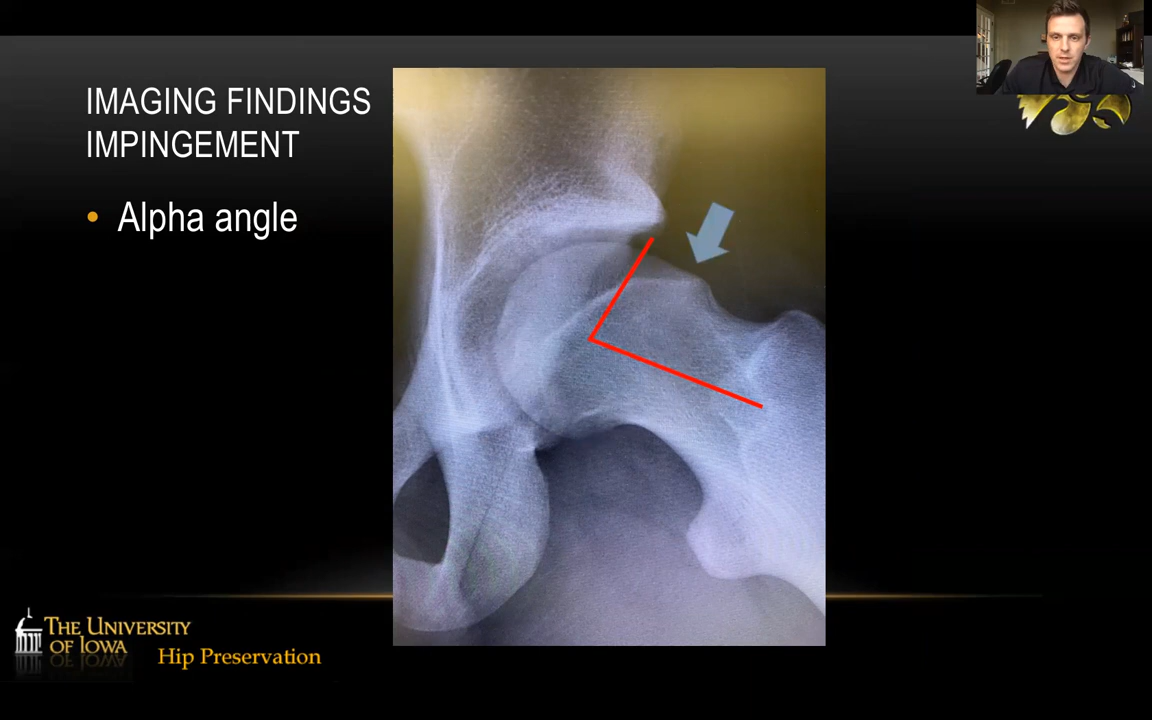 IMAGING FINDINGS
IMPINGEMENT
• Alpha angle
THE UNIVERSITY
OF IOWA
Hip Preservation